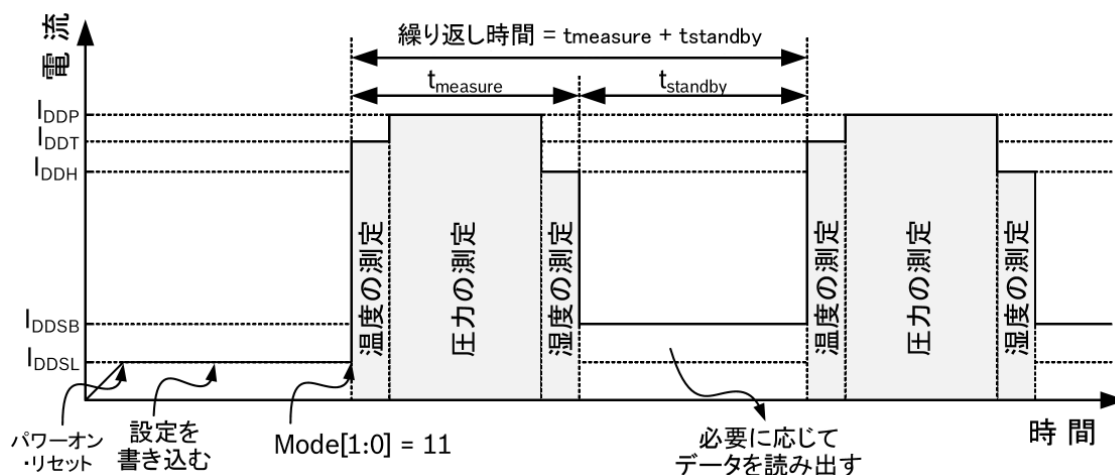 電流
繰り返し時間 = tmeasure + tstandby
tmeasure
tstandby
IDDP
IDDT
IDDH
IDDSB
IDDSL
温度の測定
圧力の測定
湿度の測定
温度の測定
圧力の測定
湿度の測定
パワーオン
・リセット
設定を
書き込む
Mode[1:0] = 11
必要に応じて
データを読み出す
時間